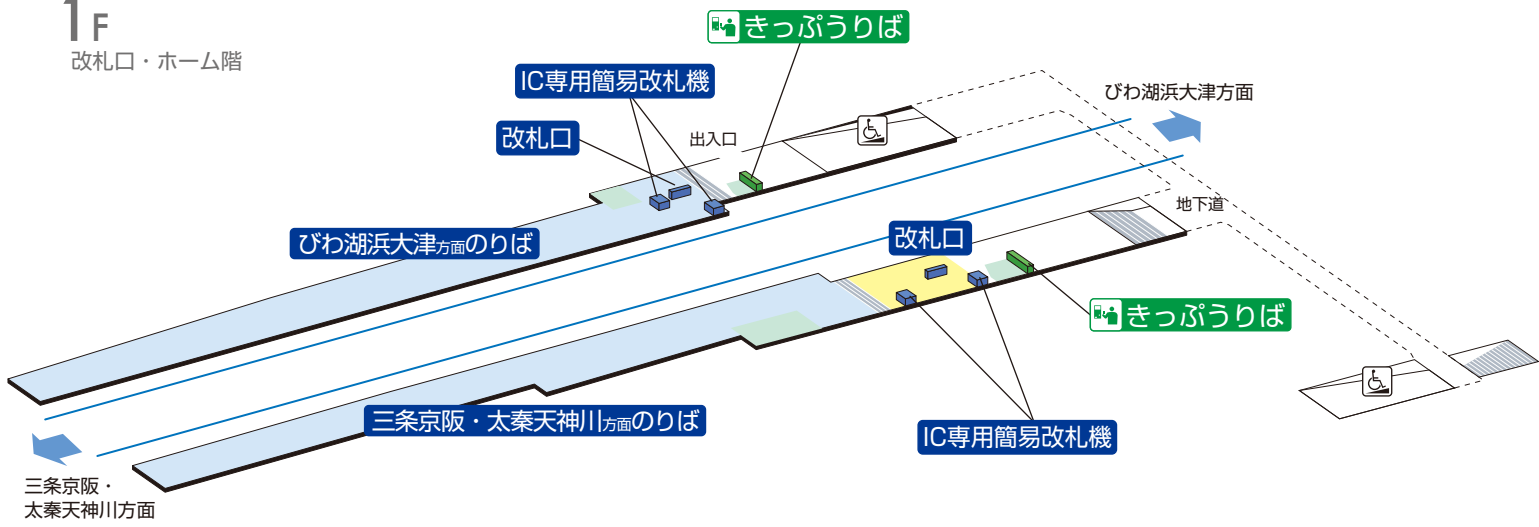 1F
改札口・ホーム階
きっぷうりば
IC専用簡易改札機
びわ湖浜大津方面
改札口
出入口
地下道
びわ湖浜大津方面のりば
改札口
きっぷうりば
三条京阪・太秦天神川方面のりば
IC専用簡易改札機
三条京阪・
太秦天神川方面